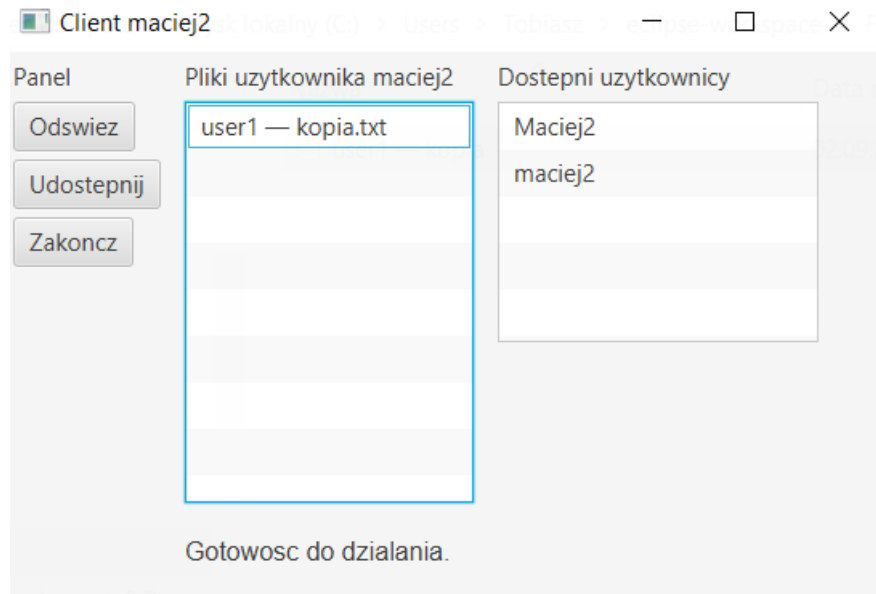 Client maciej2
Panel
Odswiez
Udostepnij
Zakoncz
Pliki uzytkownika maciej2
user1 — kopia.txt
Dostepni uzytkownicy
Maciej2
maciej2
Gotowosc do dzialania.